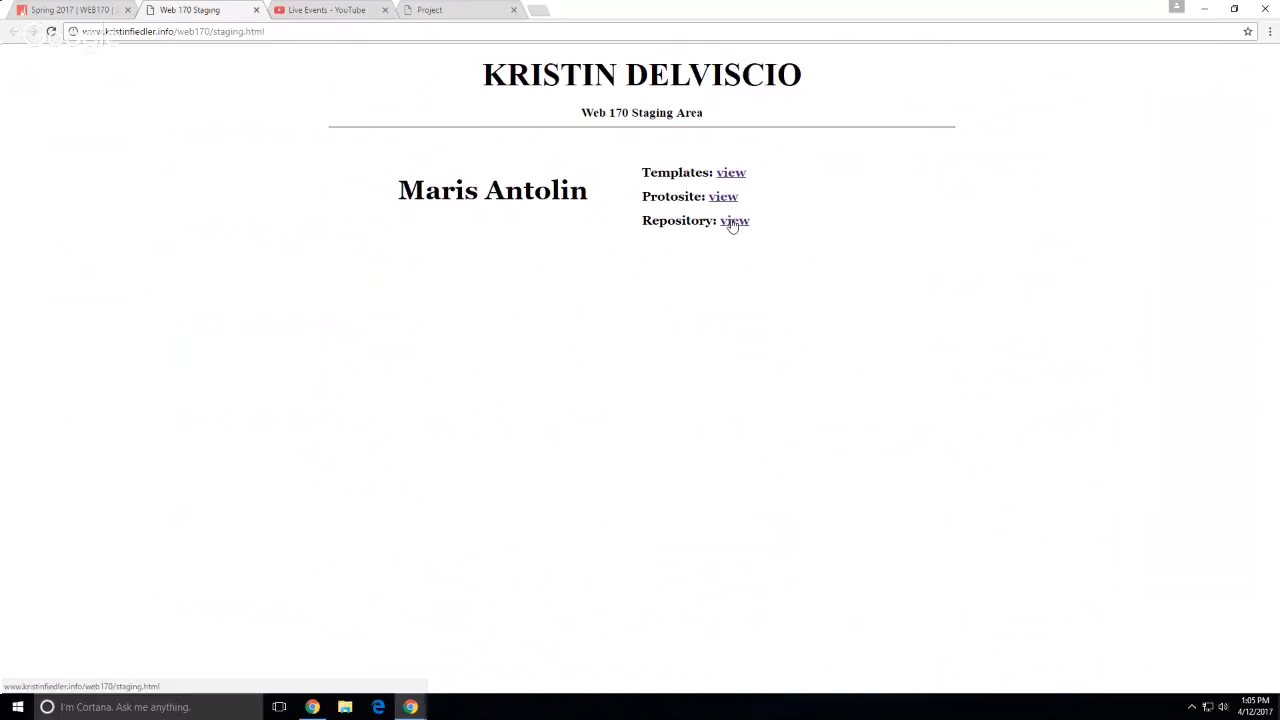 Spring 2017 | WEB170 |
Web 170 Staging
Live Events - YouTube
Project:
www.kristinfiedler.info/web170/staging.html
Google
KRISTIN DELVISCIO
Web 170 Staging Area
Maris Antolin
Templates: view
Protosite: view
Repository: view
www.kristinfiedler.info/web170/staging.html
I'm Cortana. Ask me anything.
1:05 PM
4/12/2017